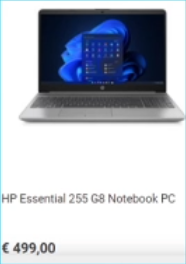 HP Essential 255 G8 Notebook PC
€ 499,00